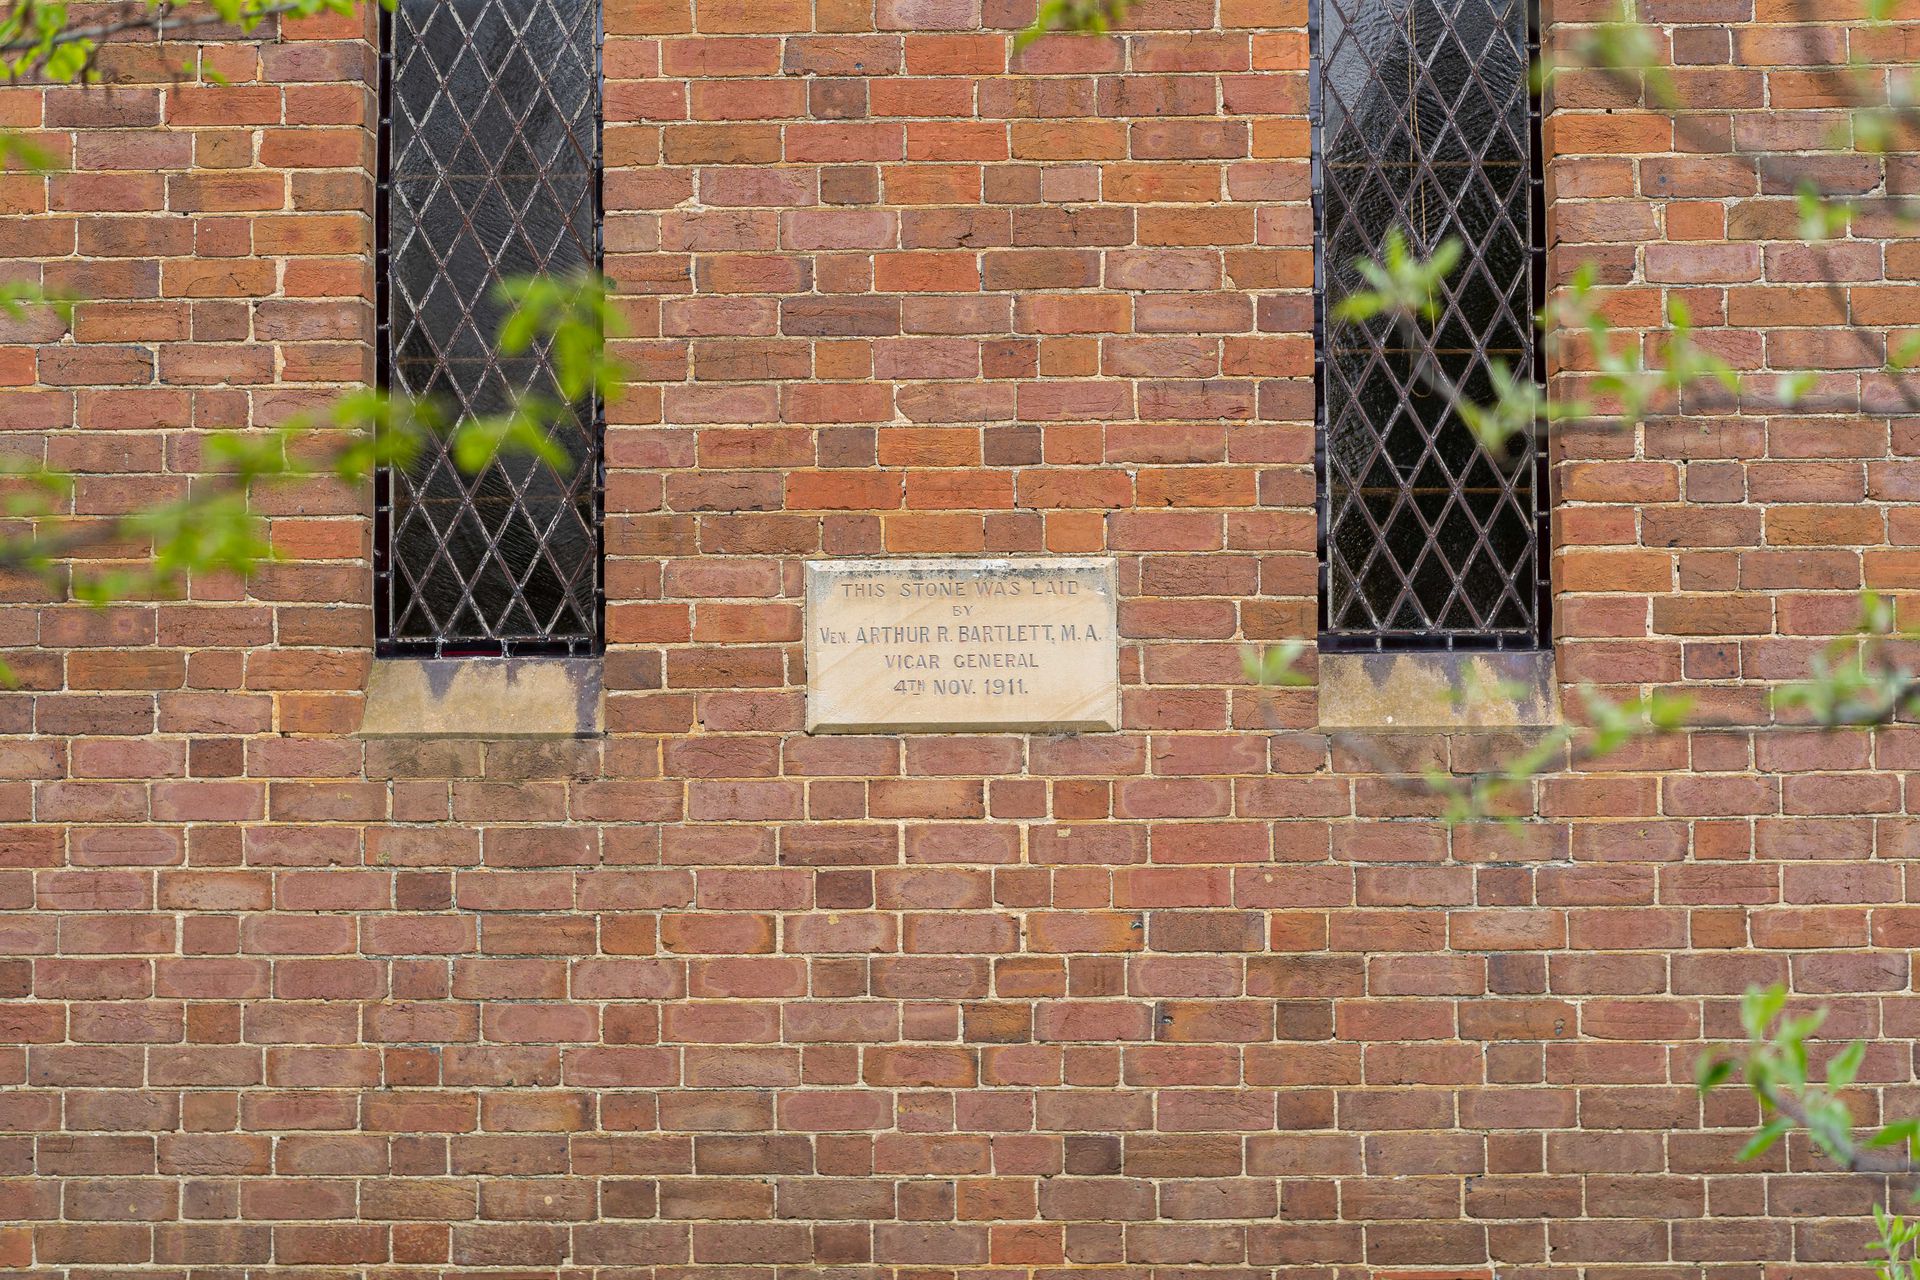 THIS STONE WAS LAID
BY
VEN. ARTHUR R. BARTLETT, M.A.
VICAR GENERAL
4TH NOV. 1911.